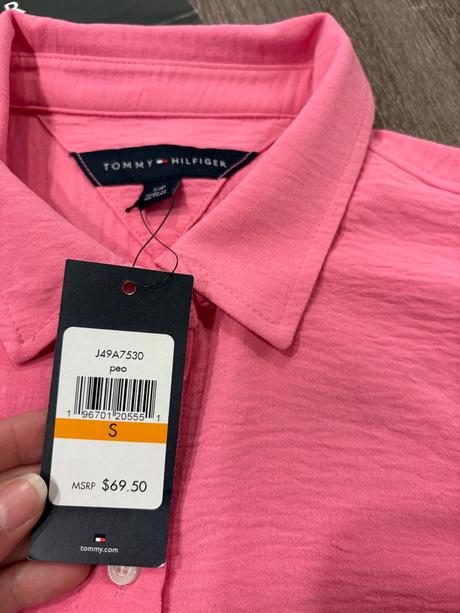 R
TOMMY HILFIGER
S/P
J49A7530
peo
1 96701 20555 1
S
MSRP $69.50
tommy.com